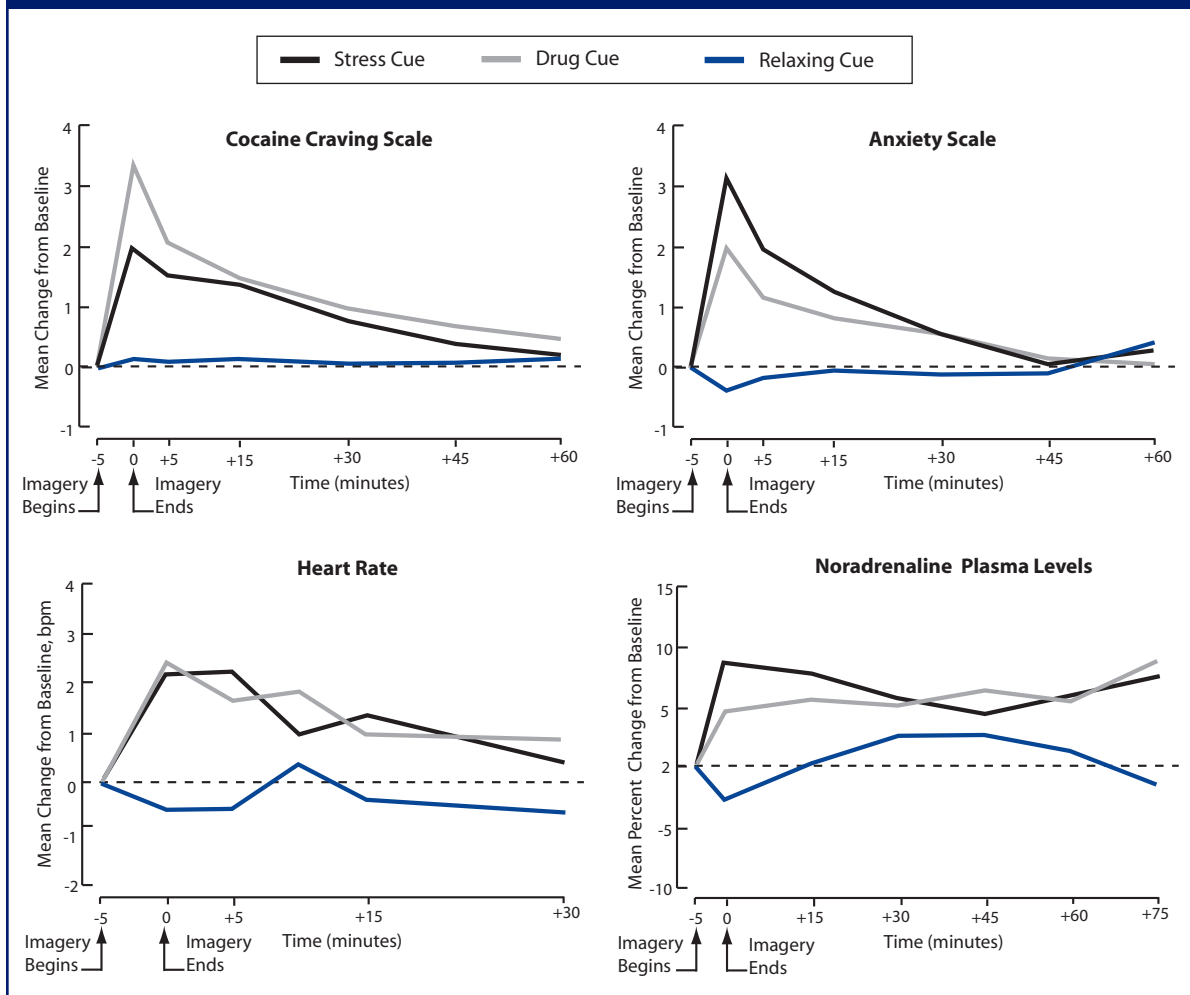 Stress Cue Drug Cue Relaxing Cue
Cocaine Craving Scale
Mean Change from Baseline
4
3
2
1
0
-1
-5 0 +5 +15 +30 +45 +60
Time (minutes)
Imagery
Begins
Imagery
Ends
Anxiety Scale
Mean Change from Baseline
4
3
2
1
0
-1
-5 0 +5 +15 +30 +45 +60
Time (minutes)
Imagery
Begins
Imagery
Ends
Heart Rate
Mean Change from Baseline, bpm
4
3
2
1
0
-1
-2
-5 0 +5 +15 +30
Time (minutes)
Imagery
Begins
Imagery
Ends
Noradrenaline Plasma Levels
Mean Percent Change from Baseline
15
10
5
2
-5
-10
-5 0 +15 +30 +45 +60 +75
Time (minutes)
Imagery
Begins
Imagery
Ends